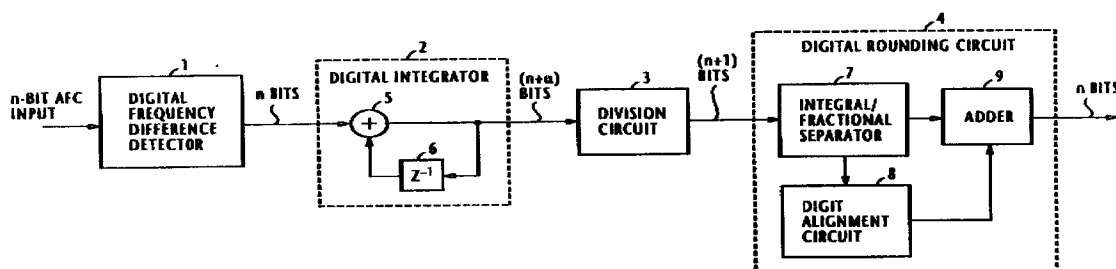 4
2
DIGITAL ROUNDING CIRCUIT
1
DIGITAL INTEGRATOR
(n+α)
BITS
3
(n+1)
BITS
7
9
n-BIT AFC
INPUT
DIGITAL
FREQUENCY
DIFFERENCE
DETECTOR
n BITS
5
+
DIVISION
CIRCUIT
INTEGRAL/
FRACTIONAL
SEPARATOR
ADDER
n BITS
6
Z⁻¹
8
DIGIT
ALIGNMENT
CIRCUIT